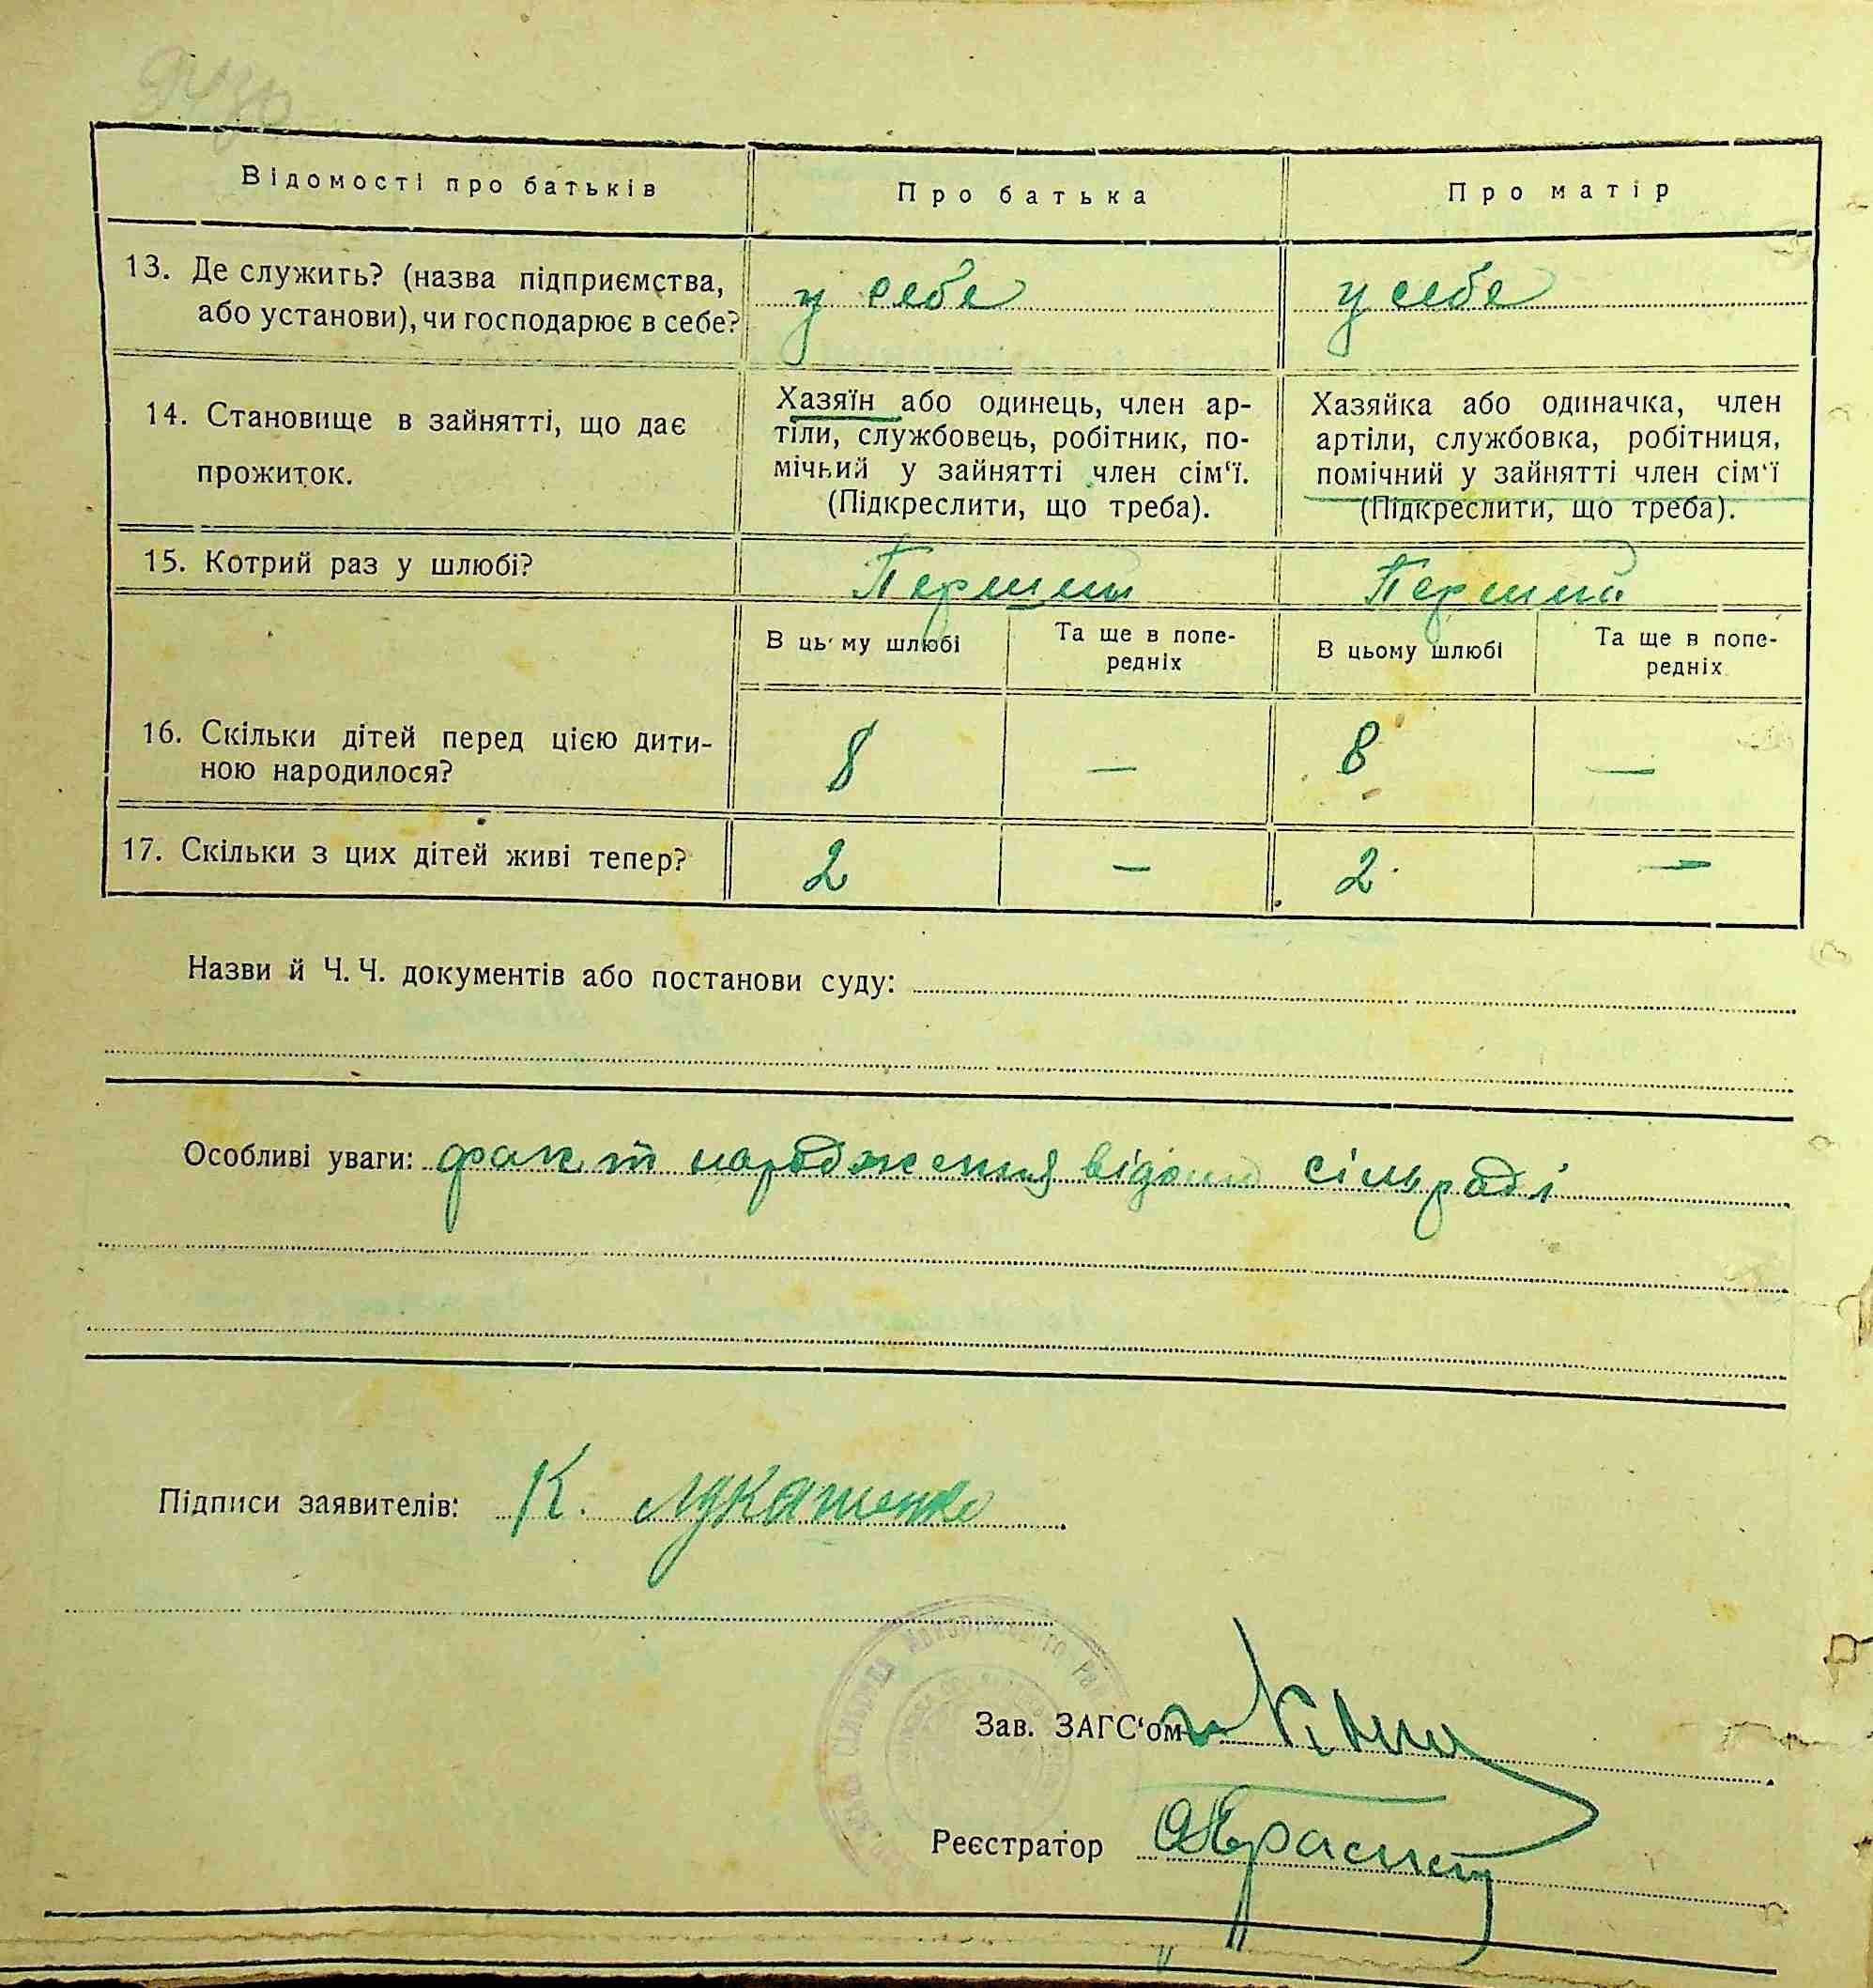 Відомості про батьків
Про батька
Про матір
13. Де служить? (назва підприємства,
або установи), чи господарює в себе?
у себе
у себе
14. Становище в зайнятті, що дає
прожиток.
Хазяїн або одинець, член ар-
тіли, службовець, робітник, по-
мічний у зайнятті член сім'ї.
(Підкреслити, що треба).
Хазяйка або одиначка, член
артіли, службовка, робітниця,
помічний у зайнятті член сім'ї
(Підкреслити, що треба).
15. Котрий раз у шлюбі?
Перший
Перший
В цьому шлюбі
Та ще в попе-
редніх
В цьому шлюбі
Та ще в попе-
редніх
16. Скільки дітей перед цією дити-
ною народилося?
8
—
8
—
17. Скільки з цих дітей живі тепер?
2
—
2
—
Назви й Ч. Ч. документів або постанови суду:
Особливі уваги: факт народження відомо сільраді
Підписи заявителів: К. Лукашенко
Зав. ЗАГС'ом
Реєстратор